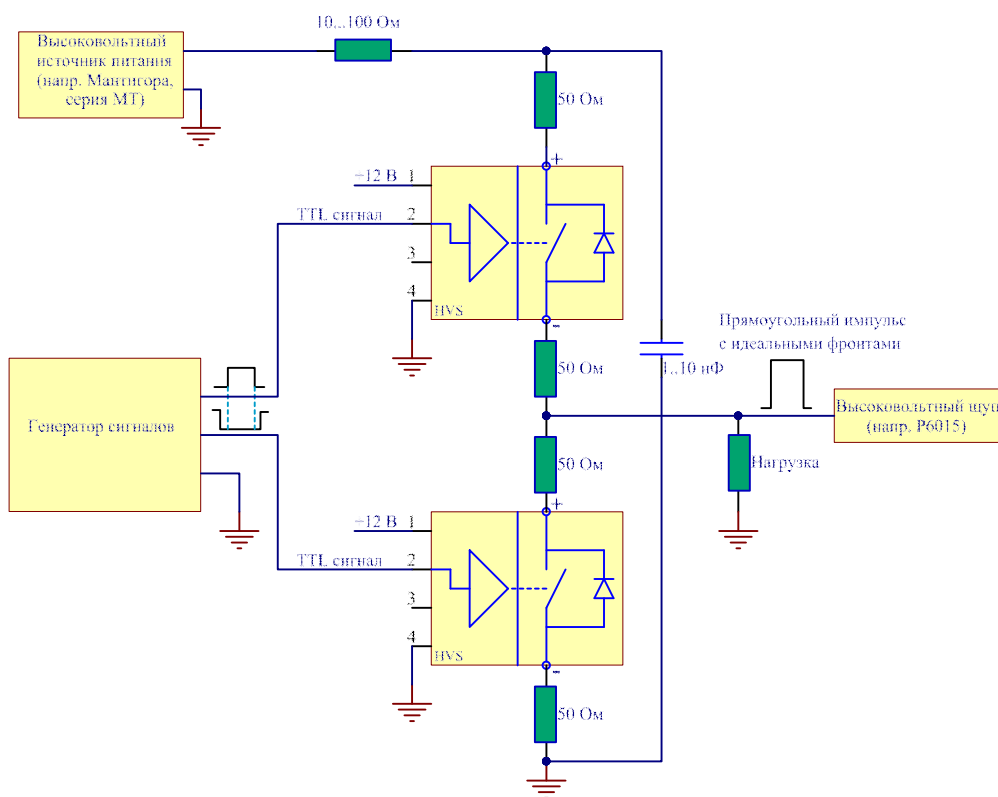 10...100 Ом
Высоковольтный
источник питания
(напр. Мантигора,
серия МТ)
50 Ом
+
+12 В 1
TTL сигнал 2
3
4
HVS
-
50 Ом
1..10 нФ
Прямоугольный импульс
с идеальными фронтами
Генератор сигналов
Высоковольтный щуп
(напр. P6015)
50 Ом
Нагрузка
+
+12 В 1
TTL сигнал 2
3
4
HVS
-
50 Ом